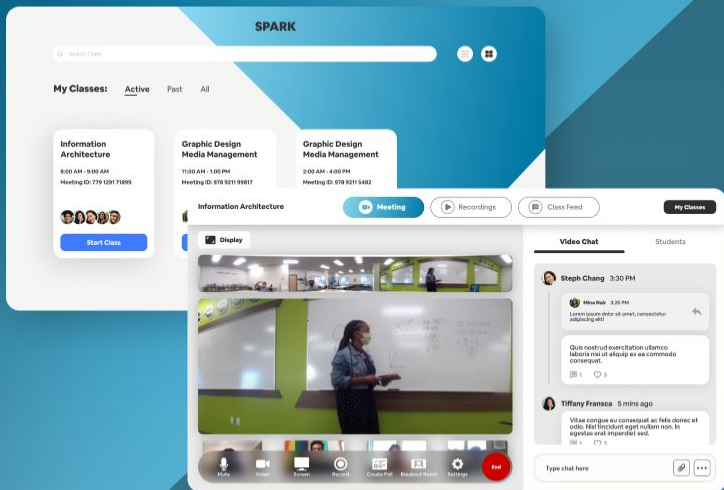 SPARK
Search Class
My Classes:
Active
Past
All
Information
Architecture
8:00 AM - 9:00 AM
Meeting ID: 779 1291 71899
Start Class
Graphic Design
Media Management
11:00 AM - 1:00 PM
Meeting ID: 978 9211 99817
Graphic Design
Media Management
2:00 AM - 4:00 PM
Meeting ID: 978 9211 5482
Information Architecture
Meeting
Recordings
Class Feed
My Classes
Display
Mute
Video
Screen
Record
Create Poll
Breakout Room
Settings
End
Video Chat
Students
Steph Chang 3:30 PM
Mina Nair 3:20 PM
Lorem ipsum dolor sit amet, consectetur
adipiscing elit!
Quis nostrud exercitation ullamco
laboris nisi ut aliquip ex ea commodo
consequat.
1 3
Tiffany Fransca 5 mins ago
Vitae congue eu consequat ac felis donec et
odio. Nisi tincidunt eget nullam non. In
egestas erat imperdiet sed.
Type chat here